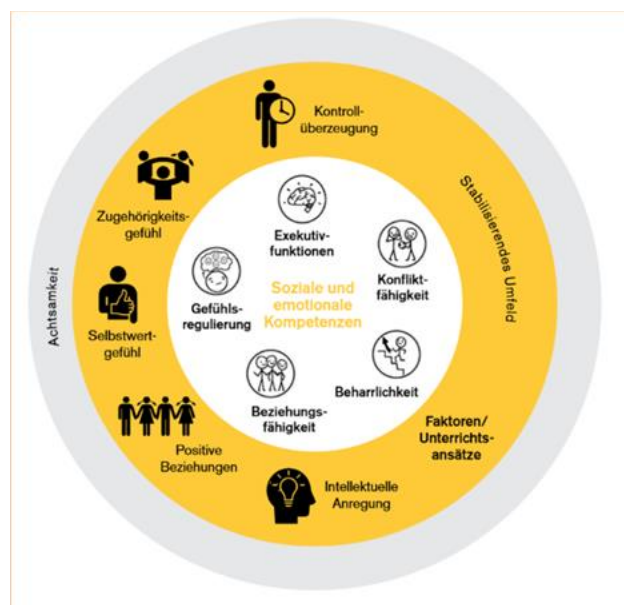 Kontroll-
überzeugung
Zugehörigkeits-
gefühl
Selbstwert-
gefühl
Positive
Beziehungen
Intellektuelle
Anregung
Faktoren/
Unterrichts-
ansätze
Stabilisierendes Umfeld
Achtsamkeit
Exekutiv-
funktionen
Konflikt-
fähigkeit
Gefühls-
regulierung
Soziale und
emotionale
Kompetenzen
Beharrlichkeit
Beziehungs-
fähigkeit